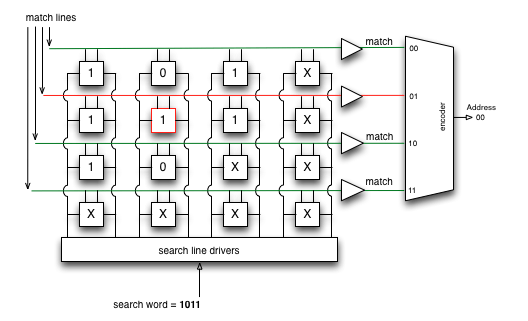 match lines
match
00
1 0 1 X
match
01
Address
00
encoder
1 1 1 X
match
10
1 0 X X
match
11
X X X X
search line drivers
search word = 1011